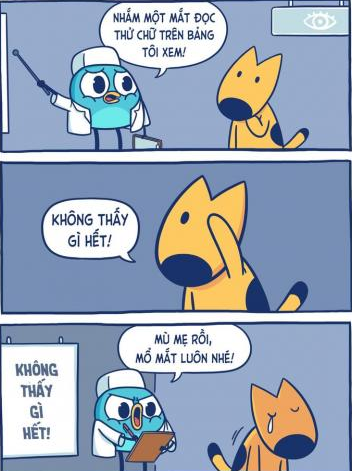 NHẮM MỘT MẮT ĐỌC
THỬ CHỮ TRÊN BẢNG
TÔI XEM!
KHÔNG THẤY
GÌ HẾT!
MÙ MẸ RỒI,
MỔ MẮT LUÔN NHÉ!
KHÔNG
THẤY
GÌ
HẾT!